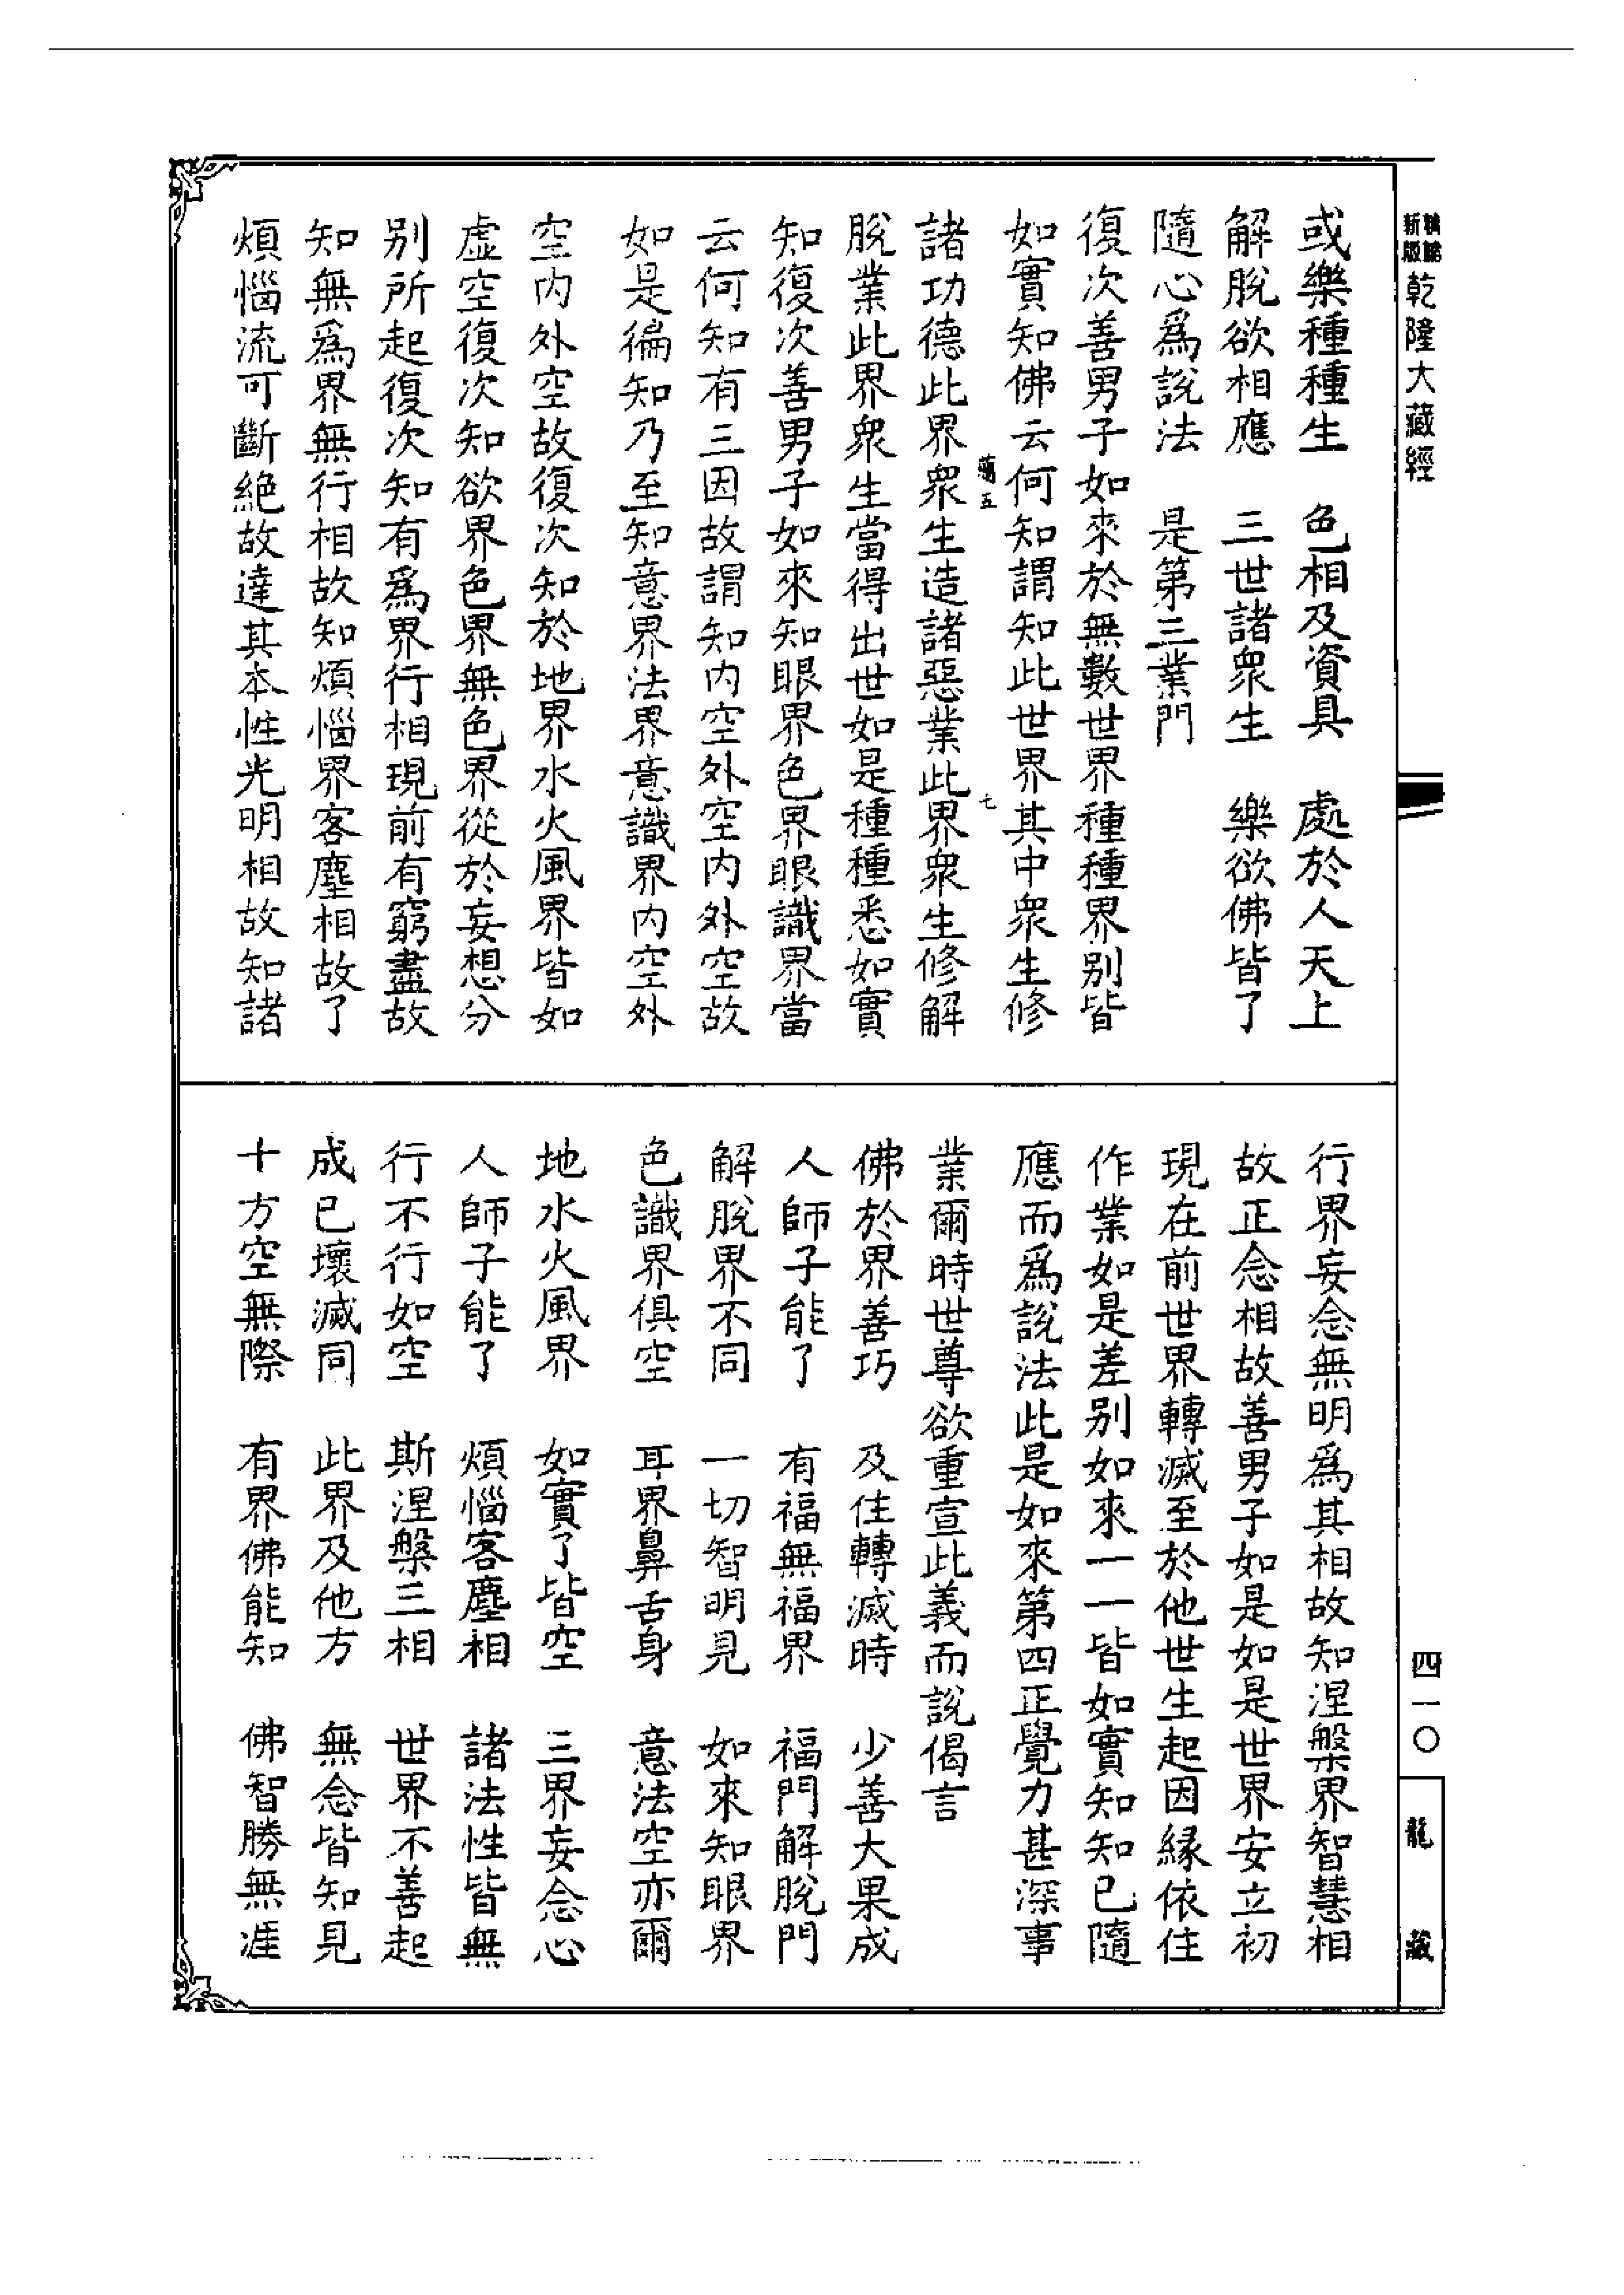 新版
乾隆大藏經
或樂種種生　色相及資具　處於人天上
解脫欲相應　三世諸衆生　樂欲佛皆了
隨心爲說法　是第三業門
復次善男子如來於無數世界種種界別皆
如實知佛云何知謂知此世界其中衆生修
五　七
諸功德此界衆生造諸惡業此界衆生修解
脫業此界衆生當得出世如是種種悉如實
知復次善男子如來知眼界色界眼識界當
云何知有三因故謂知内空外空内外空故
如是徧知乃至知意界法界意識界内空外
空内外空故復次知於地界水火風界皆如
虛空復次知欲界色界無色界從於妄想分
別所起復次知有爲界行相現前有窮盡故
知無爲界無行相故知煩惱界客塵相故了
煩惱流可斷絕故達其本性光明相故知諸
行界妄念無明爲其相故知涅槃界智慧相
故正念相故善男子如是如是世界安立初
現在前世界轉滅至於他世生起因緣依住
作業如是差別如來一一皆如實知知已隨
應而爲說法此是如來第四正覺力甚深事
業爾時世尊欲重宣此義而說偈言
佛於界善巧　及住轉滅時　少善大果成
人師子能了　有福無福界　福門解脫門
解脫界不同　一切智明見　如來知眼界
色識界俱空　耳界鼻舌身　意法空亦爾
地水火風界　如實了皆空　三界妄念心
人師子能了　煩惱客塵相　諸法性皆無
行不行如空　斯涅槃三相　世界不善起
成已壞滅同　此界及他方　無念皆知見
十方空無際　有界佛能知　佛智勝無涯
四一〇
龍藏